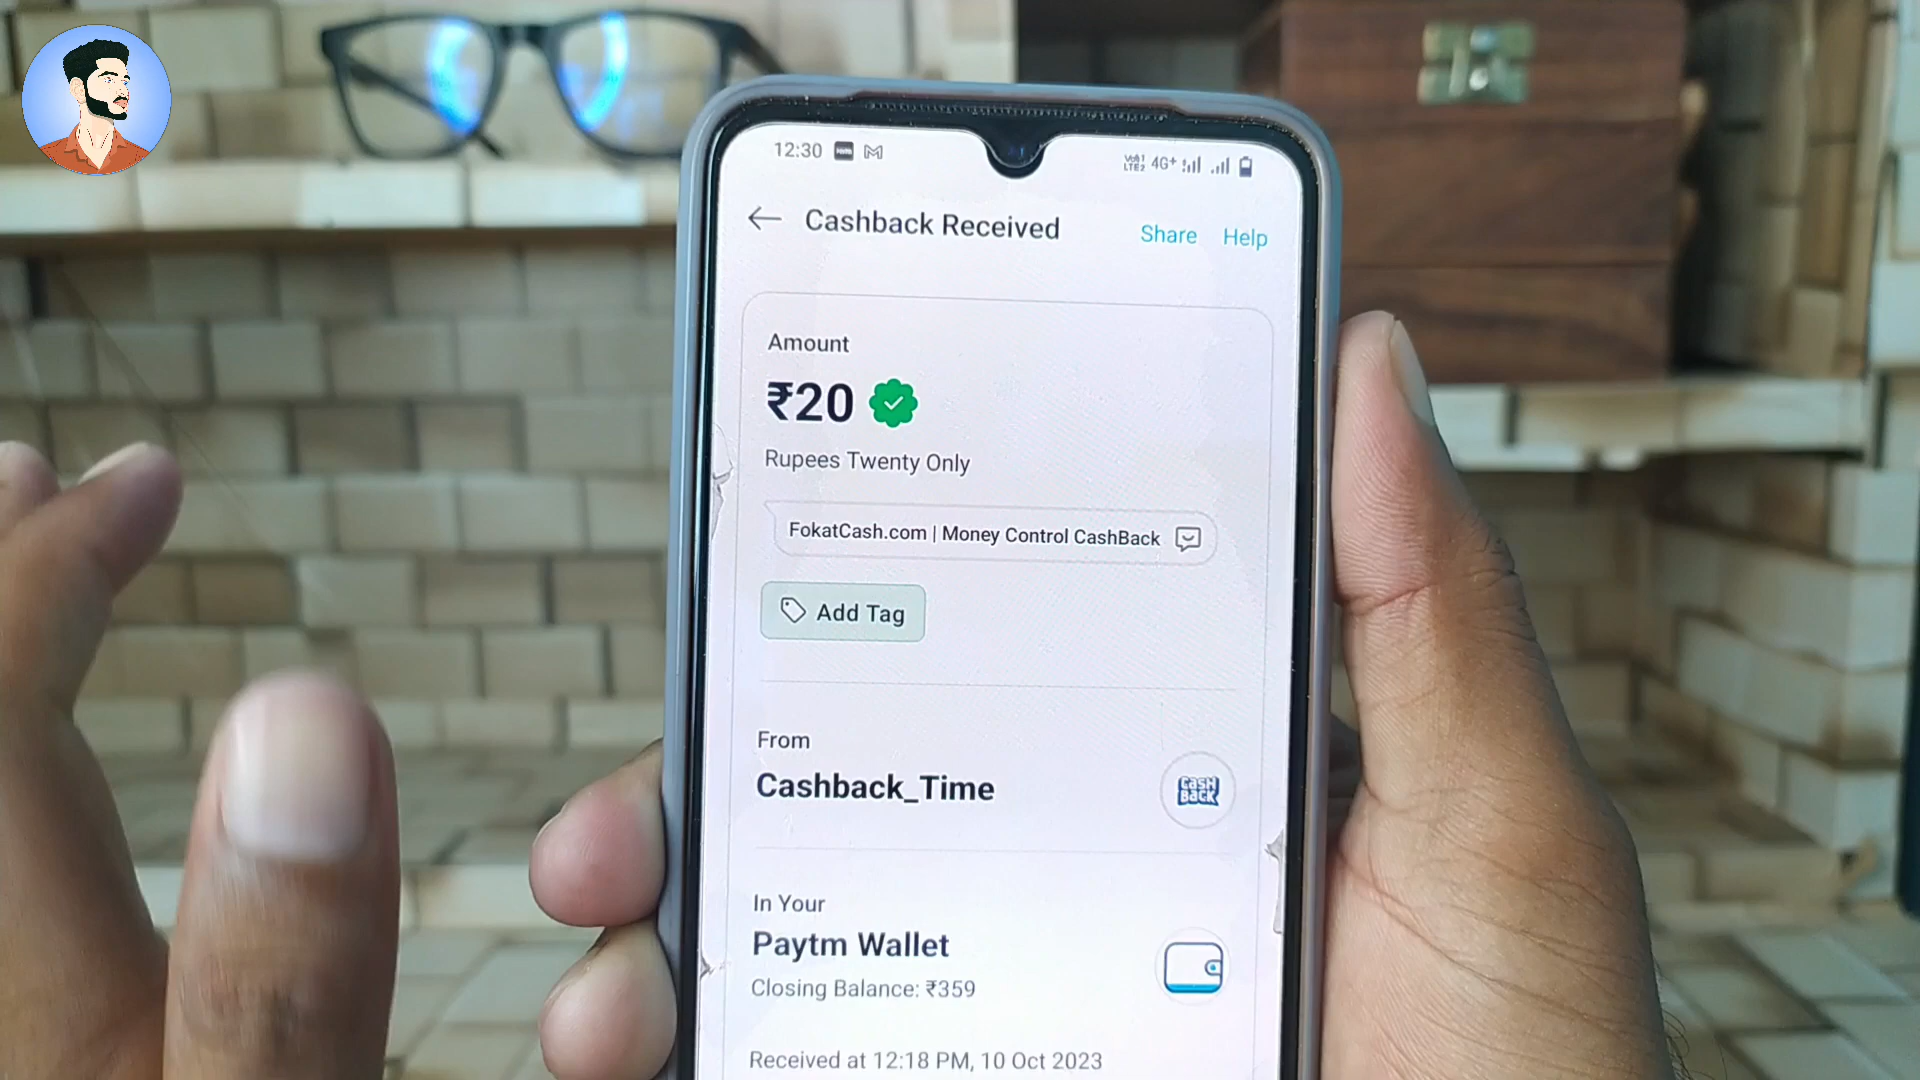 12:30
4G+
Cashback Received
Share Help
Amount
₹20
Rupees Twenty Only
FokatCash.com | Money Control CashBack
Add Tag
From
Cashback_Time
CASH
BACK
In Your
Paytm Wallet
Closing Balance: ₹359
Received at 12:18 PM, 10 Oct 2023